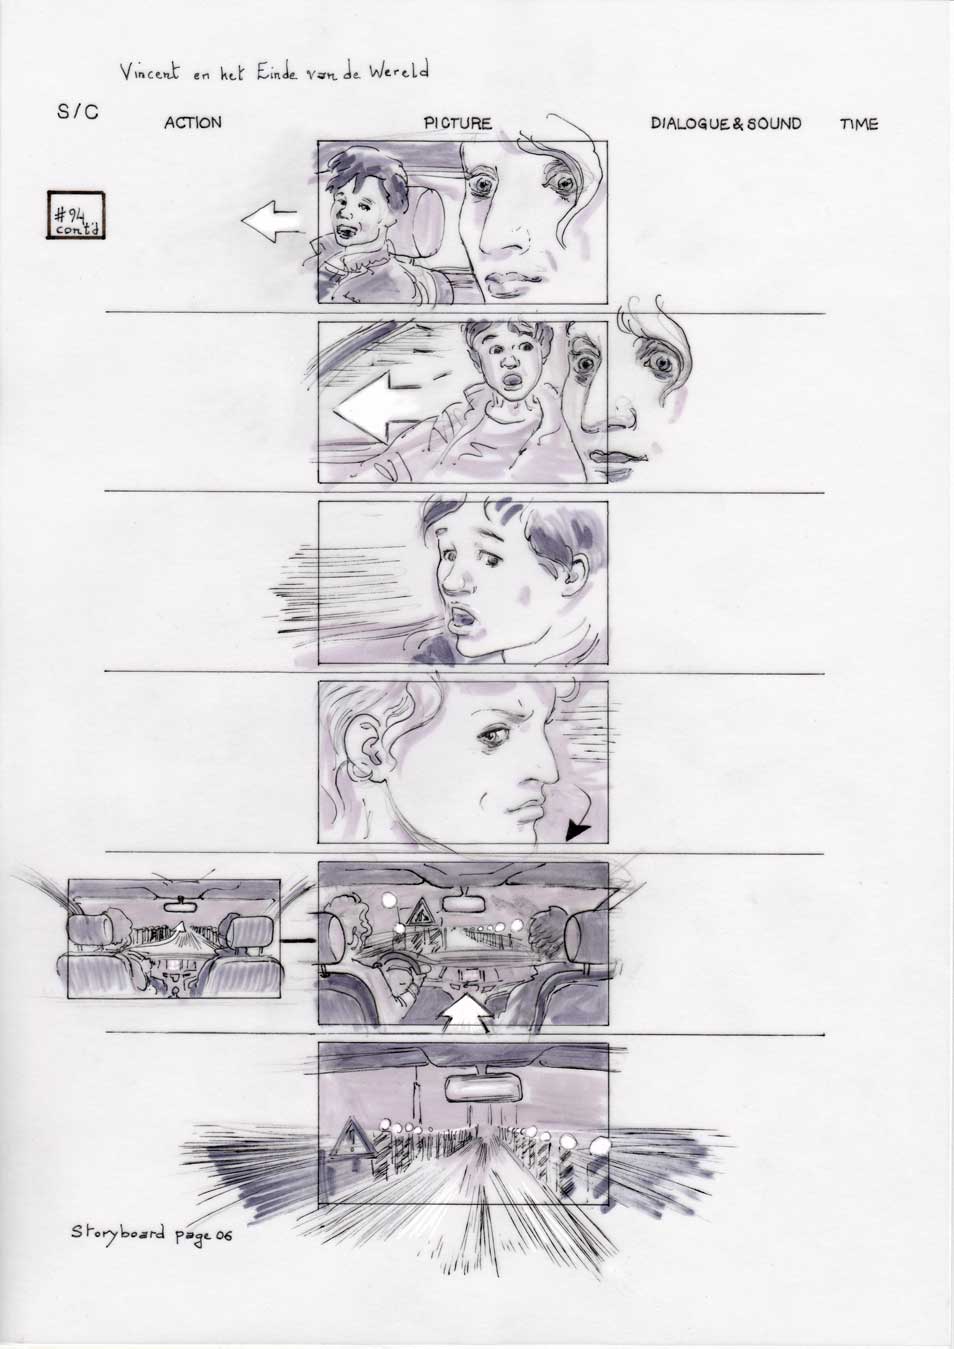 Vincent en het Einde van de Wereld
S/C
ACTION PICTURE DIALOGUE & SOUND TIME
#94
cont'd
Storyboard page 06